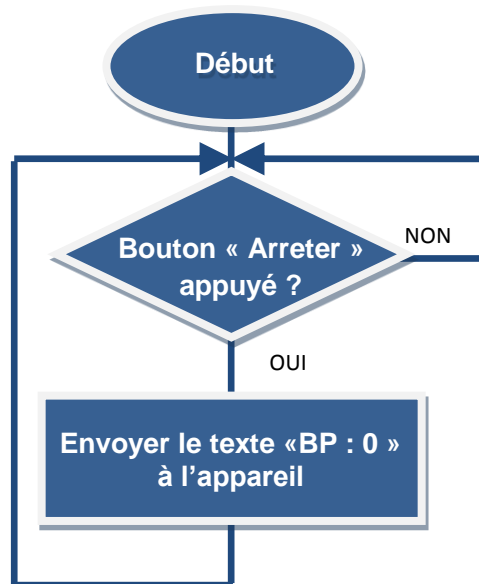 Début
Bouton « Arreter »
appuyé ?
NON
OUI
Envoyer le texte «BP : 0 »
à l’appareil